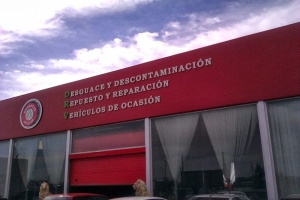 DESGUACE Y DESCONTAMINACIÓN
REPUESTO Y REPARACIÓN
VEHÍCULOS DE OCASIÓN